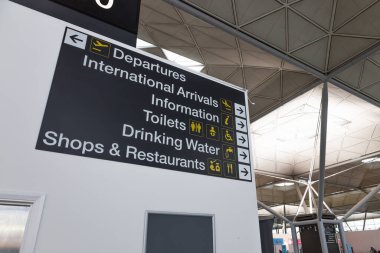 Departures
International Arrivals
Information
Toilets
Drinking Water
Shops & Restaurants